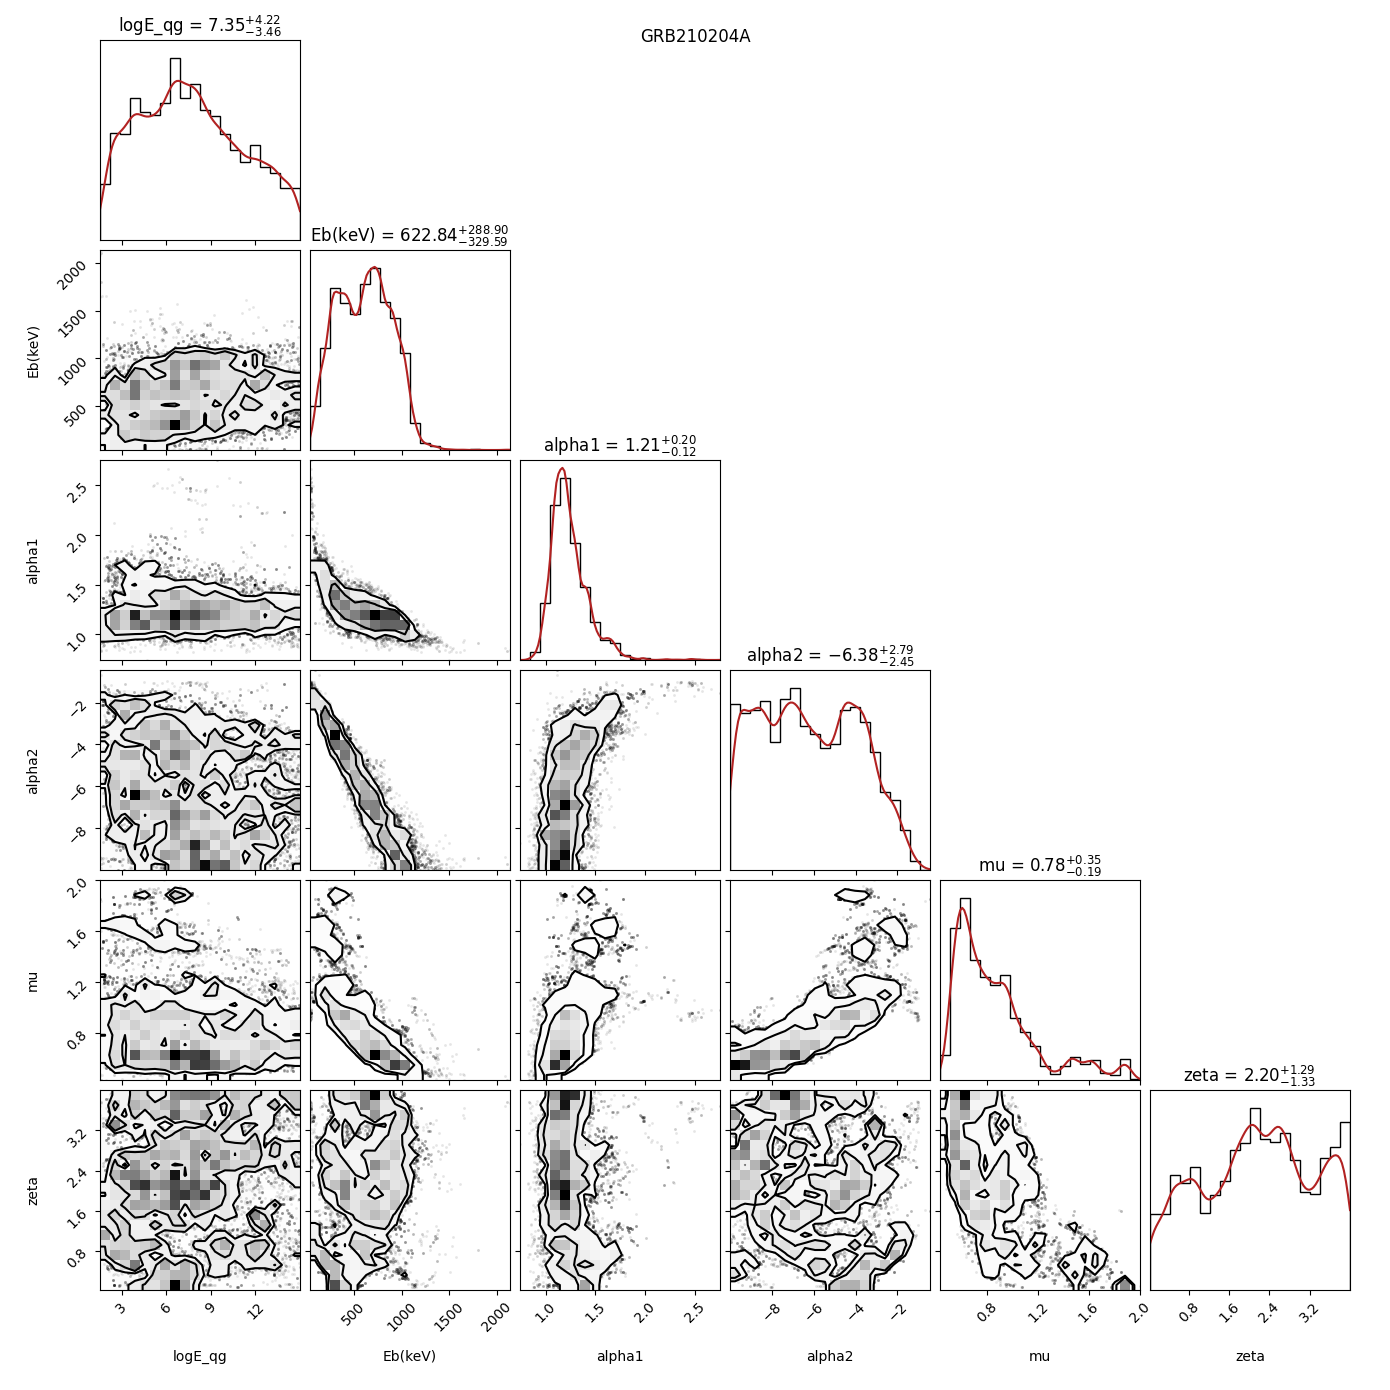 GRB210204A
logE_qg = 7.35+4.22−3.46
Eb(keV) = 622.84+288.90−329.59
2000
1500
1000
500
Eb(keV)
alpha1 = 1.21+0.20−0.12
2.5
2.0
1.5
1.0
alpha1
alpha2 = −6.38+2.79−2.45
−2
−4
−6
−8
alpha2
mu = 0.78+0.35−0.19
2.0
1.6
1.2
0.8
mu
zeta = 2.20+1.29−1.33
3.2
2.4
1.6
0.8
zeta
3 6 9 12
500 1000 1500 2000
1.0 1.5 2.0 2.5
−8 −6 −4 −2
0.8 1.2 1.6 2.0
0.8 1.6 2.4 3.2
logE_qg Eb(keV) alpha1 alpha2 mu zeta